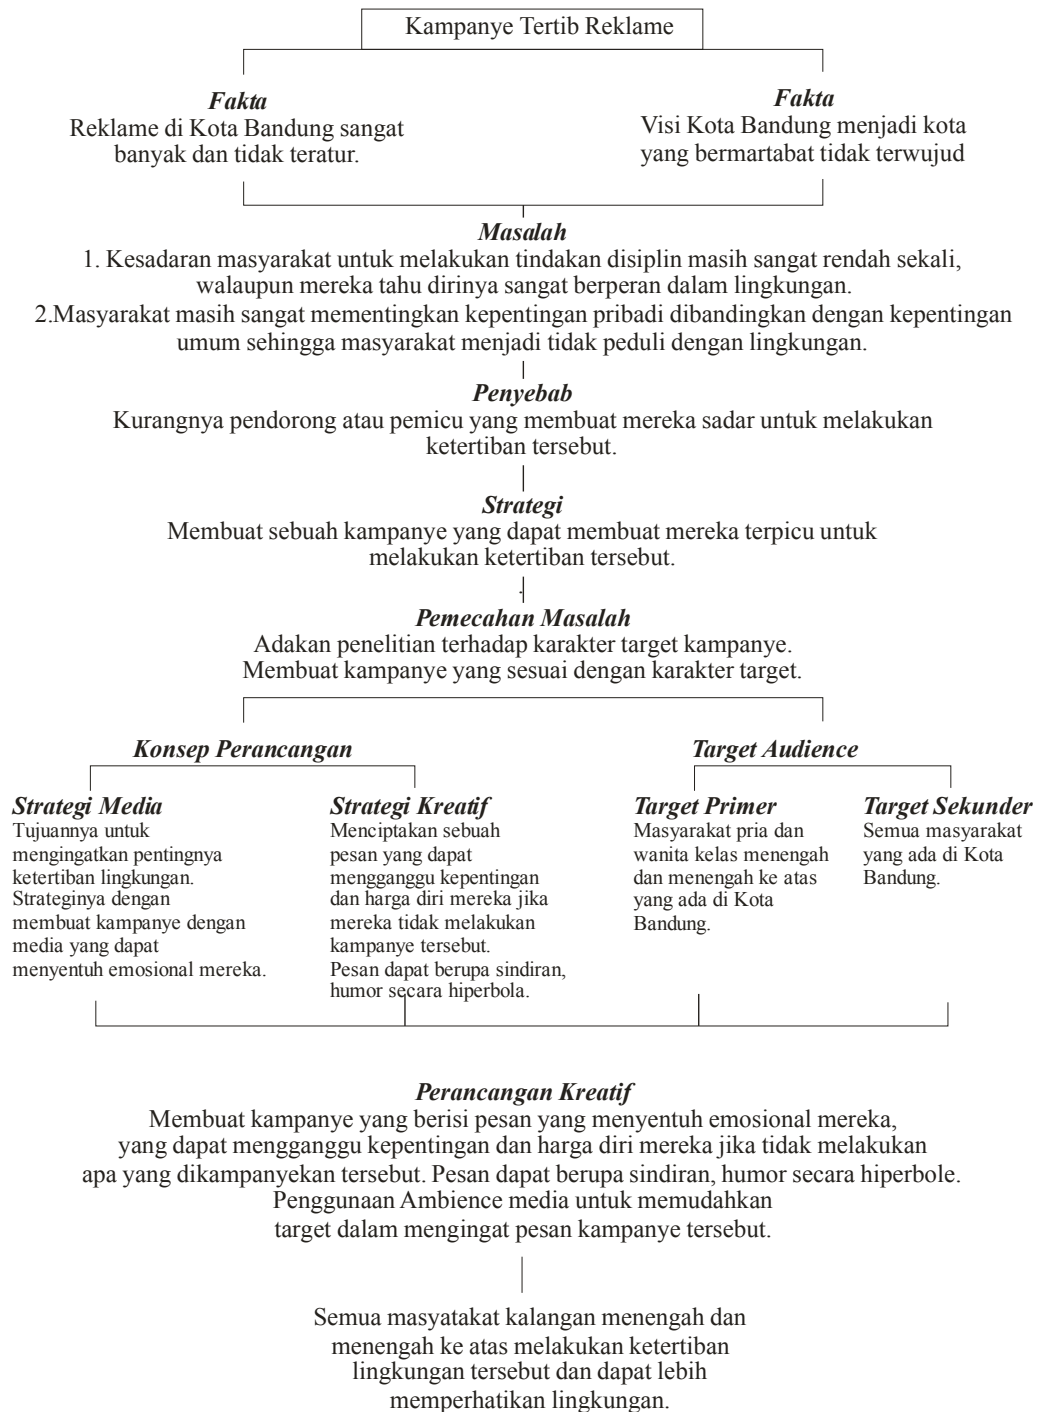 Kampanye Tertib Reklame
Fakta
Reklame di Kota Bandung sangat
banyak dan tidak teratur.
Fakta
Visi Kota Bandung menjadi kota
yang bermartabat tidak terwujud
Masalah
1. Kesadaran masyarakat untuk melakukan tindakan disiplin masih sangat rendah sekali,
walaupun mereka tahu dirinya sangat berperan dalam lingkungan.
2.Masyarakat masih sangat mementingkan kepentingan pribadi dibandingkan dengan kepentingan
umum sehingga masyarakat menjadi tidak peduli dengan lingkungan.
Penyebab
Kurangnya pendorong atau pemicu yang membuat mereka sadar untuk melakukan
ketertiban tersebut.
Strategi
Membuat sebuah kampanye yang dapat membuat mereka terpicu untuk
melakukan ketertiban tersebut.
.
Pemecahan Masalah
Adakan penelitian terhadap karakter target kampanye.
Membuat kampanye yang sesuai dengan karakter target.
Konsep Perancangan
Target Audience
Strategi Media
Tujuannya untuk
mengingatkan pentingnya
ketertiban lingkungan.
Strateginya dengan
membuat kampanye dengan
media yang dapat
menyentuh emosional mereka.
Strategi Kreatif
Menciptakan sebuah
pesan yang dapat
mengganggu kepentingan
dan harga diri mereka jika
mereka tidak melakukan
kampanye tersebut.
Pesan dapat berupa sindiran,
humor secara hiperbola.
Target Primer
Masyarakat pria dan
wanita kelas menengah
dan menengah ke atas
yang ada di Kota
Bandung.
Target Sekunder
Semua masyarakat
yang ada di Kota
Bandung.
Perancangan Kreatif
Membuat kampanye yang berisi pesan yang menyentuh emosional mereka,
yang dapat mengganggu kepentingan dan harga diri mereka jika tidak melakukan
apa yang dikampanyekan tersebut. Pesan dapat berupa sindiran, humor secara hiperbole.
Penggunaan Ambience media untuk memudahkan
target dalam mengingat pesan kampanye tersebut.
Semua masyatakat kalangan menengah dan
menengah ke atas melakukan ketertiban
lingkungan tersebut dan dapat lebih
memperhatikan lingkungan.